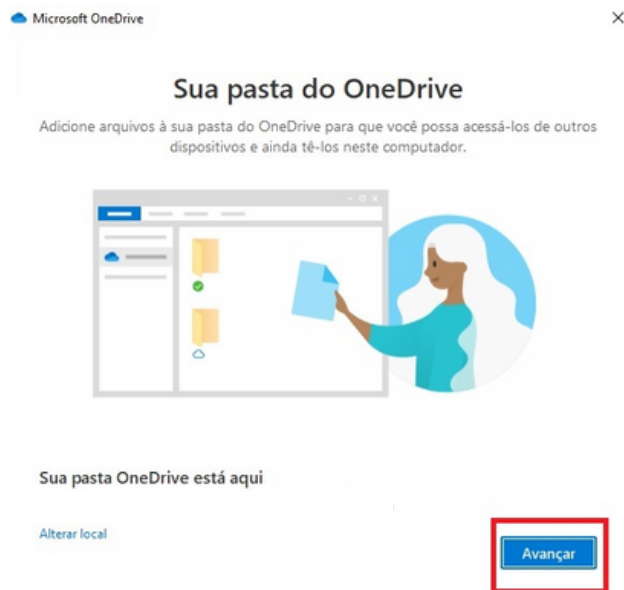 Microsoft OneDrive
Sua pasta do OneDrive
Adicione arquivos à sua pasta do OneDrive para que você possa acessá-los de outros
dispositivos e ainda tê-los neste computador.
Sua pasta OneDrive está aqui
Alterar local
Avançar